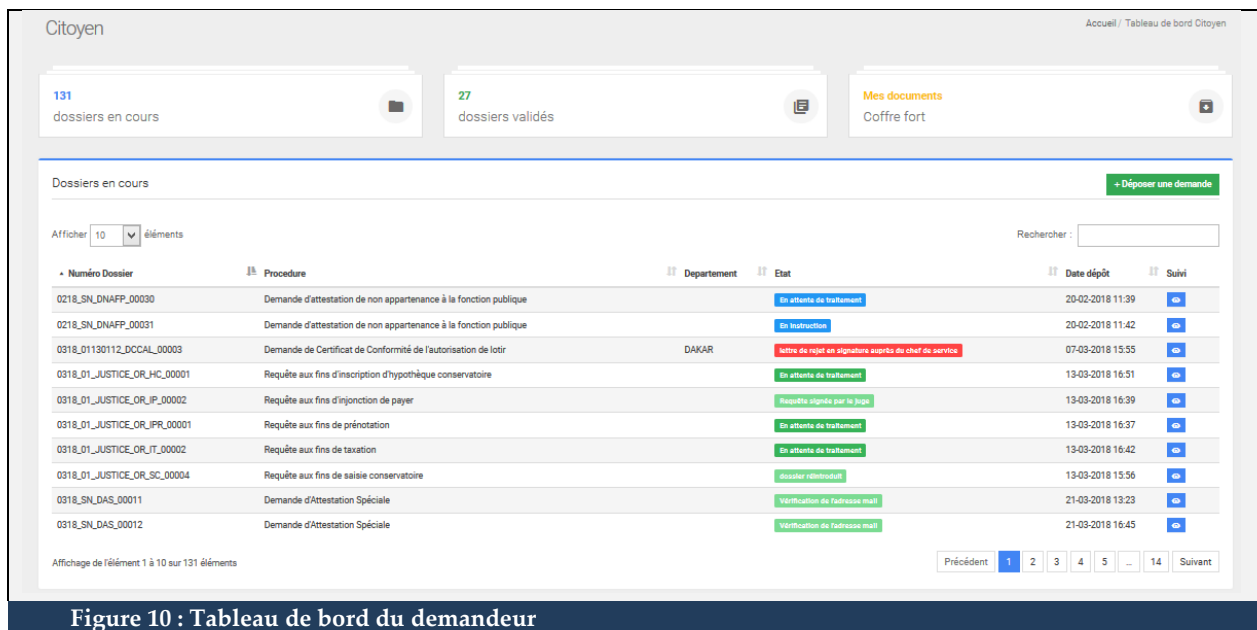 Citoyen
Accueil / Tableau de bord Citoyen
131
dossiers en cours
27
dossiers validés
Mes documents
Coffre fort
Dossiers en cours
+ Déposer une demande
Afficher 10 éléments
Rechercher :
Numéro Dossier Procedure Departement Etat Date dépôt Suivi
0218_SN_DNAFP_00030 Demande d'attestation de non appartenance à la fonction publique En attente de traitement 20-02-2018 11:39
0218_SN_DNAFP_00031 Demande d'attestation de non appartenance à la fonction publique En Instruction 20-02-2018 11:42
0318_01130112_DCCAL_00003 Demande de Certificat de Conformité de l'autorisation de lotir DAKAR lettre de rejet en signature auprès du chef de service 07-03-2018 15:55
0318_01_JUSTICE_OR_HC_00001 Requête aux fins d'inscription d'hypothèque conservatoire En attente de traitement 13-03-2018 16:51
0318_01_JUSTICE_OR_IP_00002 Requête aux fins d'injonction de payer Requête signée par le juge 13-03-2018 16:39
0318_01_JUSTICE_OR_IPR_00001 Requête aux fins de prénotation En attente de traitement 13-03-2018 16:37
0318_01_JUSTICE_OR_IT_00002 Requête aux fins de taxation En attente de traitement 13-03-2018 16:42
0318_01_JUSTICE_OR_SC_00004 Requête aux fins de saisie conservatoire dossier réintroduit 13-03-2018 15:56
0318_SN_DAS_00011 Demande d'Attestation Spéciale Vérification de l'adresse mail 21-03-2018 13:23
0318_SN_DAS_00012 Demande d'Attestation Spéciale Vérification de l'adresse mail 21-03-2018 16:45
Affichage de l'élément 1 à 10 sur 131 éléments
Précédent 1 2 3 4 5 … 14 Suivant
Figure 10 : Tableau de bord du demandeur